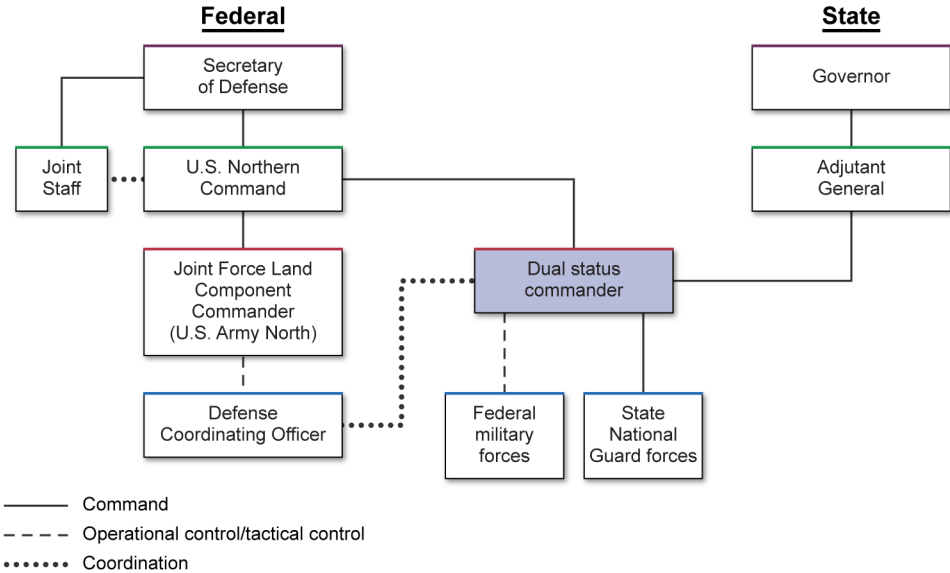 Federal
State
Secretary
of Defense
Governor
Joint
Staff
U.S. Northern
Command
Adjutant
General
Joint Force Land
Component
Commander
(U.S. Army North)
Dual status
commander
Defense
Coordinating Officer
Federal
military
forces
State
National
Guard forces
Command
Operational control/tactical control
Coordination